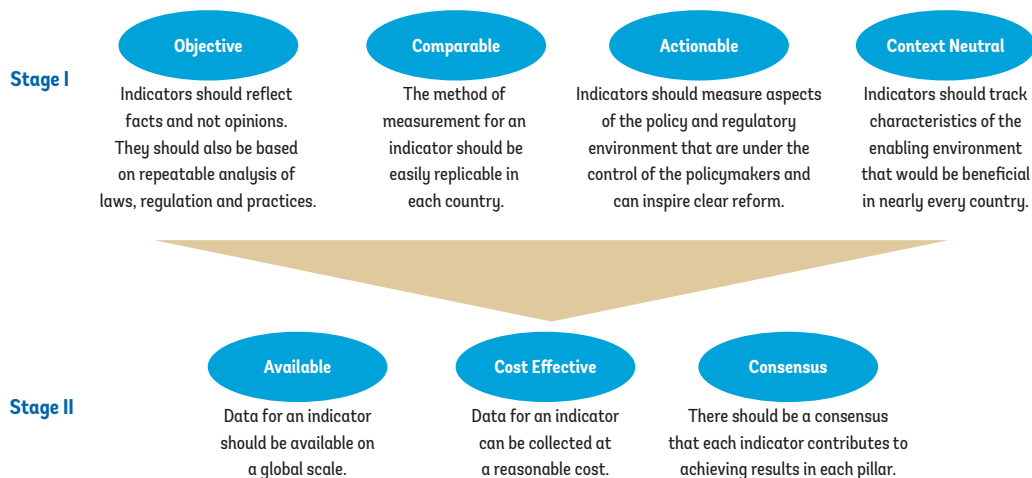 Stage I
Objective
Indicators should reflect
facts and not opinions.
They should also be based
on repeatable analysis of
laws, regulation and practices.
Comparable
The method of
measurement for an
indicator should be
easily replicable in
each country.
Actionable
Indicators should measure aspects
of the policy and regulatory
environment that are under the
control of the policymakers and
can inspire clear reform.
Context Neutral
Indicators should track
characteristics of the
enabling environment
that would be beneficial
in nearly every country.
Stage II
Available
Data for an indicator
should be available on
a global scale.
Cost Effective
Data for an indicator
can be collected at
a reasonable cost.
Consensus
There should be a consensus
that each indicator contributes to
achieving results in each pillar.